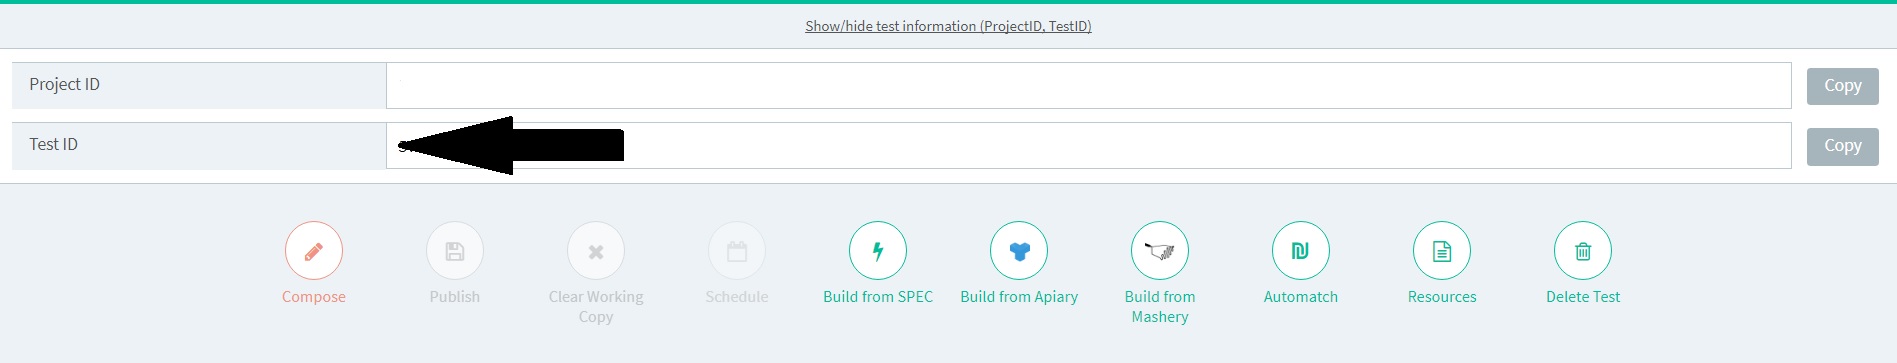 Show/hide test information (ProjectID, TestID)
Project ID
Copy
Test ID
Copy
Compose
Publish
Clear Working
Copy
Schedule
Build from SPEC
Build from Apiary
Build from
Mashery
Automatch
Resources
Delete Test